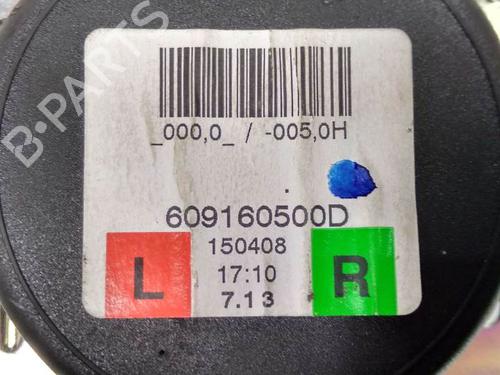 B-PARTS
_000,0_ / -005,0H
609160500D
150408
L 17:10 R
7.13